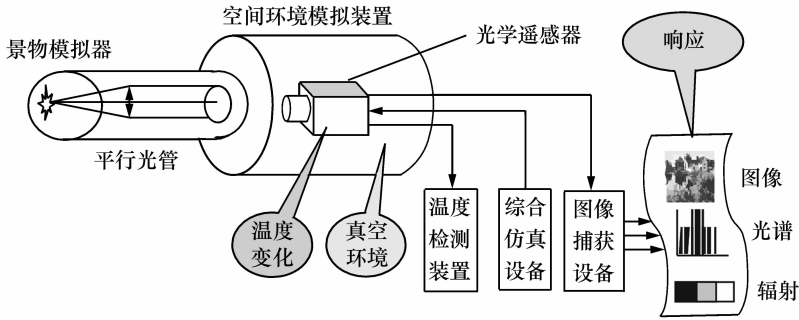 空间环境模拟装置
景物模拟器
光学遥感器
响应
平行光管
图像
光谱
辐射
温度
变化
真空
环境
温度
检测
装置
综合
仿真
设备
图像
捕获
设备